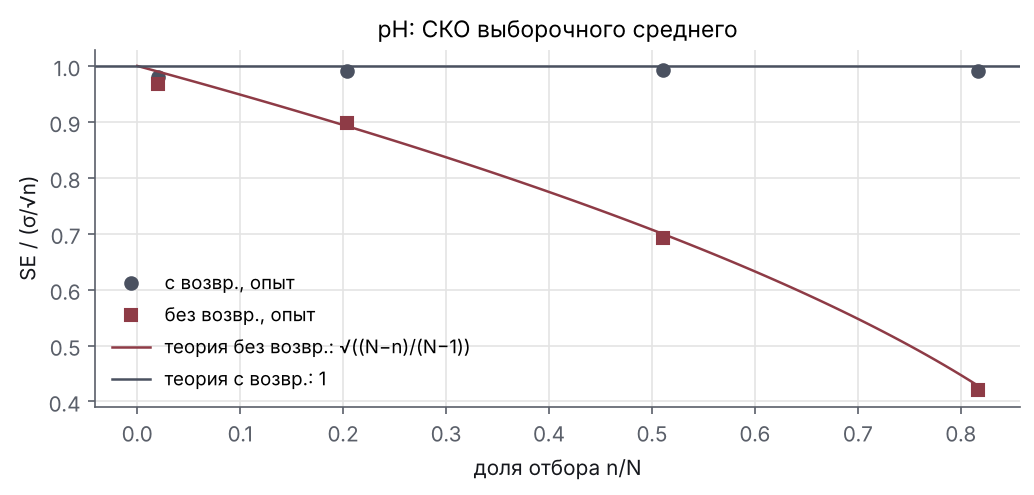 pH: СКО выборочного среднего
SE / (σ/√n)
1.0
0.9
0.8
0.7
0.6
0.5
0.4
с возвр., опыт
без возвр., опыт
теория без возвр.: √((N−n)/(N−1))
теория с возвр.: 1
0.0 0.1 0.2 0.3 0.4 0.5 0.6 0.7 0.8
доля отбора n/N